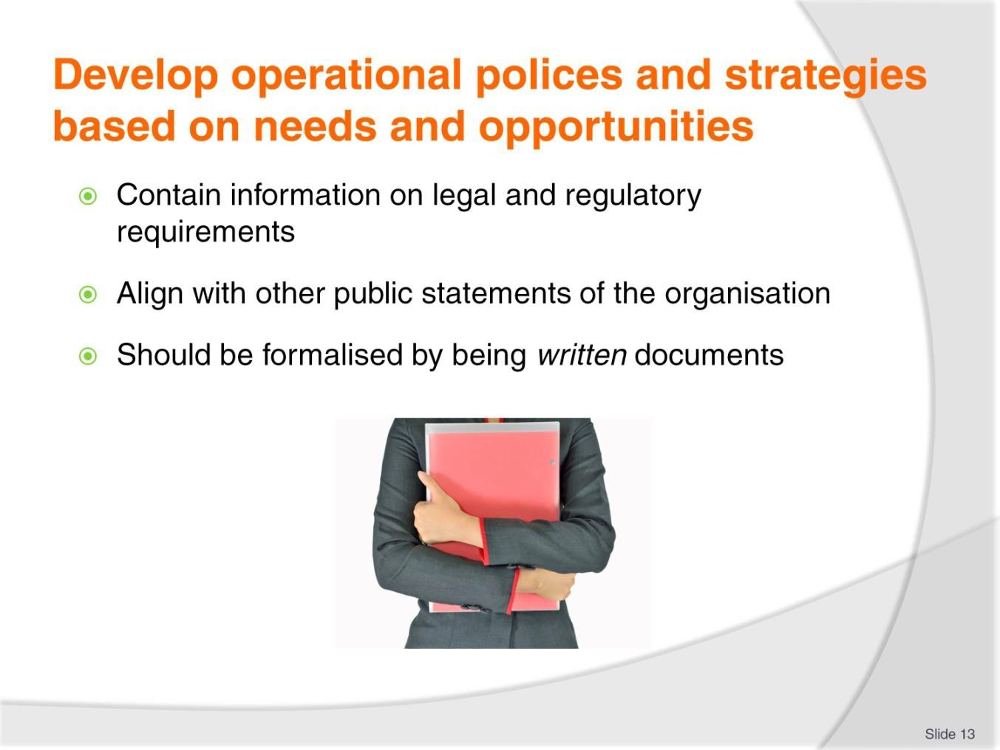 Develop operational polices and strategies
based on needs and opportunities
Contain information on legal and regulatory
requirements
Align with other public statements of the organisation
Should be formalised by being written documents
Slide 13